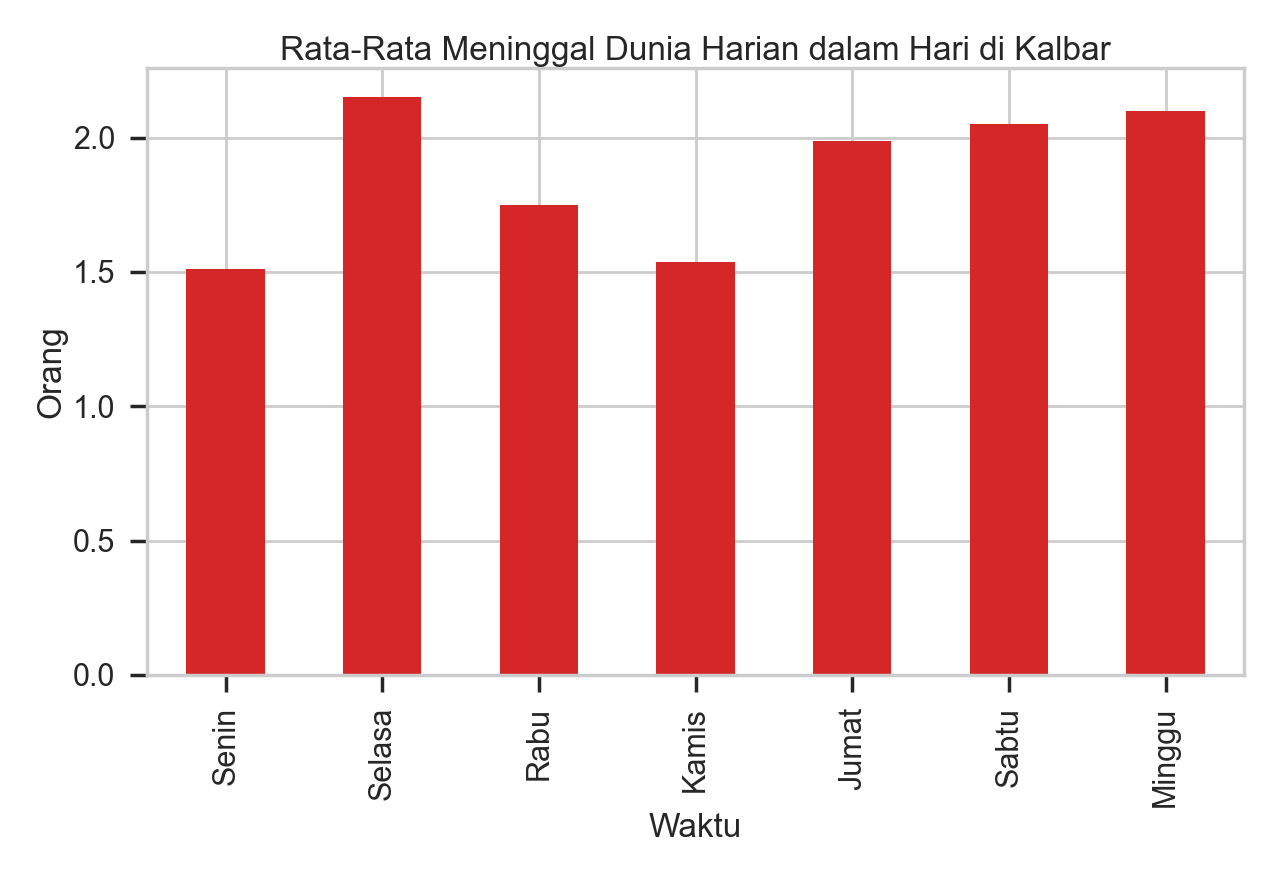 Rata-Rata Meninggal Dunia Harian dalam Hari di Kalbar
2.0
1.5
1.0
0.5
0.0
Orang
Senin
Selasa
Rabu
Kamis
Jumat
Sabtu
Minggu
Waktu